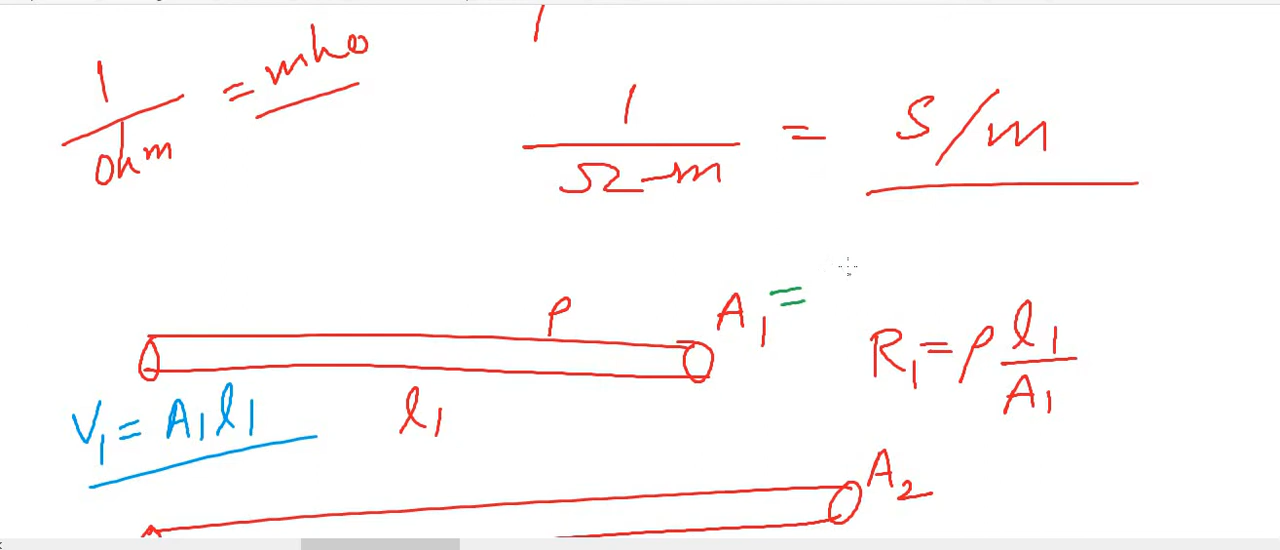 1/ohm = mho
1/Ω-m = S/m
ρ
A₁ =
R₁ = ρ l₁/A₁
V₁ = A₁l₁
l₁
A₂